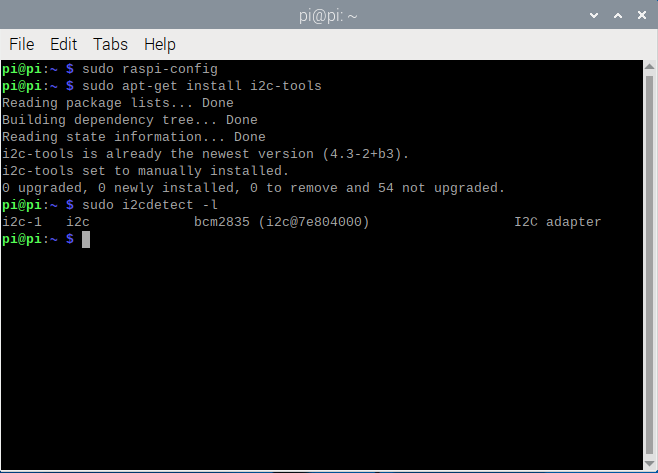 pi@pi: ~
File Edit Tabs Help
pi@pi:~ $ sudo raspi-config
pi@pi:~ $ sudo apt-get install i2c-tools
Reading package lists... Done
Building dependency tree... Done
Reading state information... Done
i2c-tools is already the newest version (4.3-2+b3).
i2c-tools set to manually installed.
0 upgraded, 0 newly installed, 0 to remove and 54 not upgraded.
pi@pi:~ $ sudo i2cdetect -l
i2c-1   i2c             bcm2835 (i2c@7e804000)                  I2C adapter
pi@pi:~ $